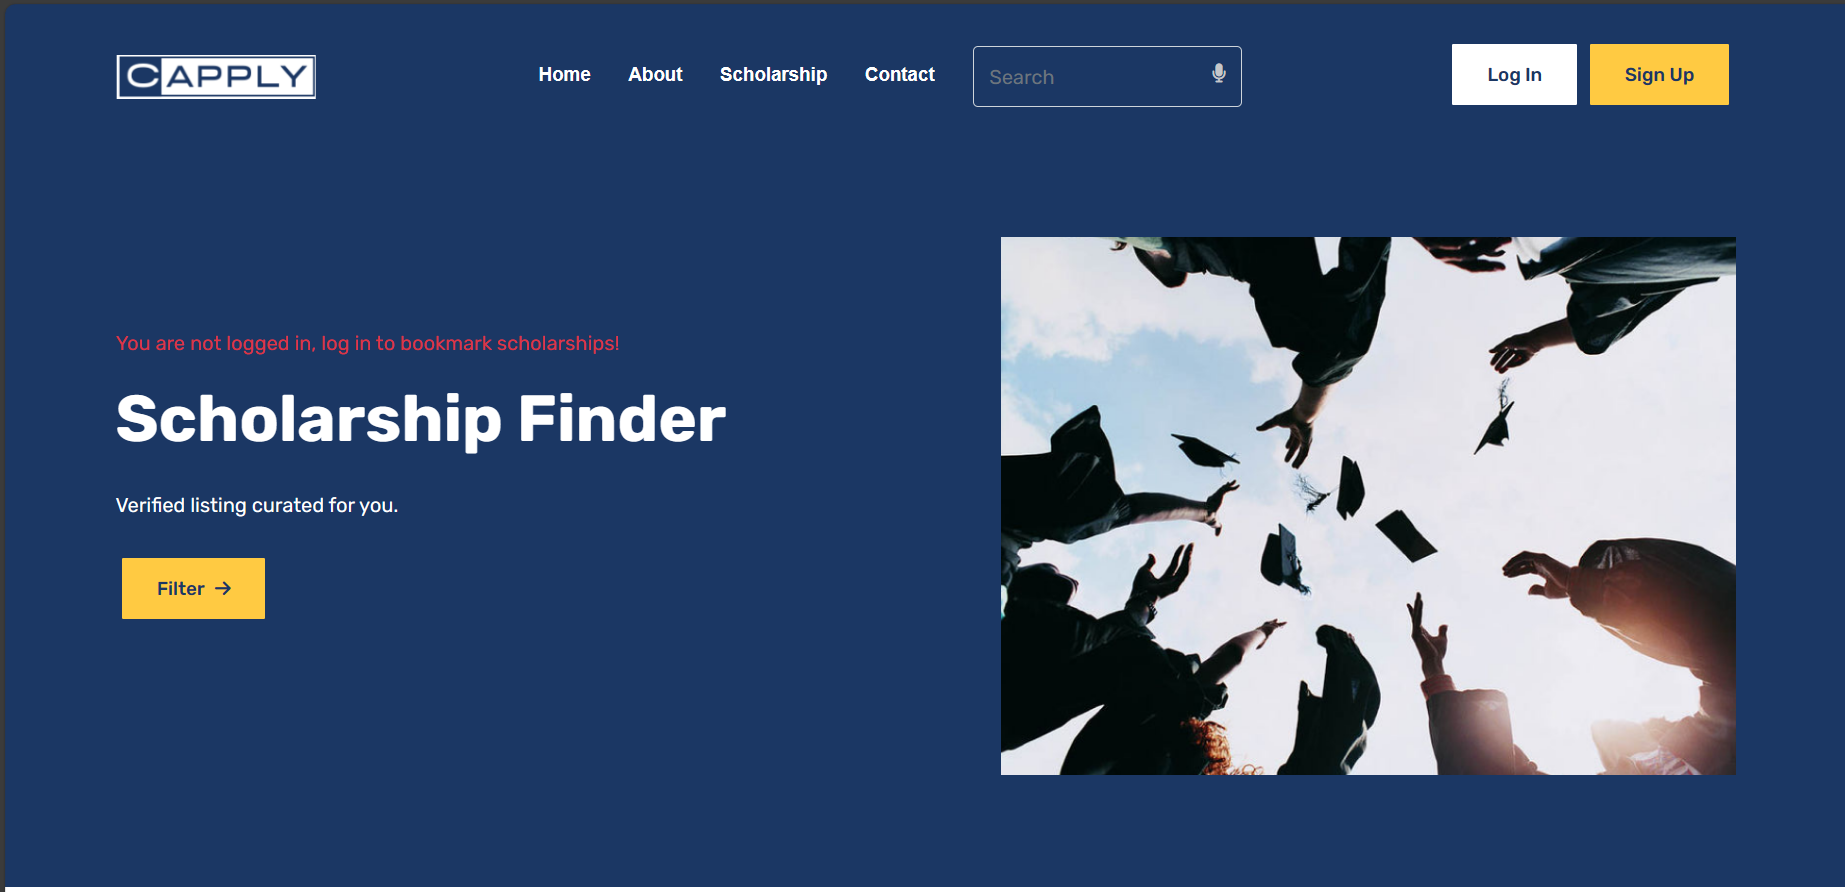 CAPPLY
Home About Scholarship Contact Search Log In Sign Up
You are not logged in, log in to bookmark scholarships!
Scholarship Finder
Verified listing curated for you.
Filter →